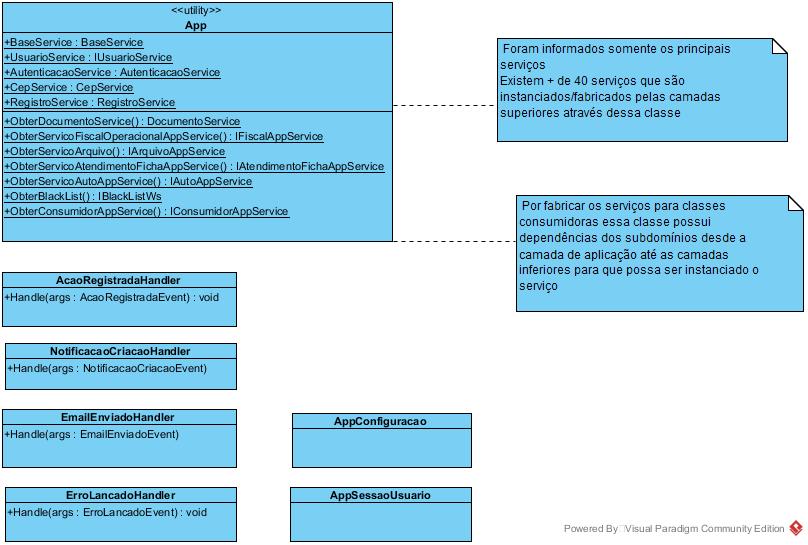 <<utility>>
App
+BaseService : BaseService
+UsuarioService : IUsuarioService
+AutenticacaoService : AutenticacaoService
+CepService : CepService
+RegistroService : RegistroService
+ObterDocumentoService() : DocumentoService
+ObterServicoFiscalOperacionalAppService() : IFiscalAppService
+ObterServicoArquivo() : IArquivoAppService
+ObterServicoAtendimentoFichaAppService() : IAtendimentoFichaAppService
+ObterServicoAutoAppService() : IAutoAppService
+ObterBlackList() : IBlackListWs
+ObterConsumidorAppService() : IConsumidorAppService
Foram informados somente os principais
serviços
Existem + de 40 serviços que são
instanciados/fabricados pelas camadas
superiores através dessa classe
Por fabricar os serviços para classes
consumidoras essa classe possui
dependências dos subdomínios desde a
camada de aplicação até as camadas
inferiores para que possa ser instanciado o
serviço
AcaoRegistradaHandler
+Handle(args : AcaoRegistradaEvent) : void
NotificacaoCriacaoHandler
+Handle(args : NotificacaoCriacaoEvent)
EmailEnviadoHandler
+Handle(args : EmailEnviadoEvent)
AppConfiguracao
ErroLancadoHandler
+Handle(args : ErroLancadoEvent) : void
AppSessaoUsuario
Powered By Visual Paradigm Community Edition